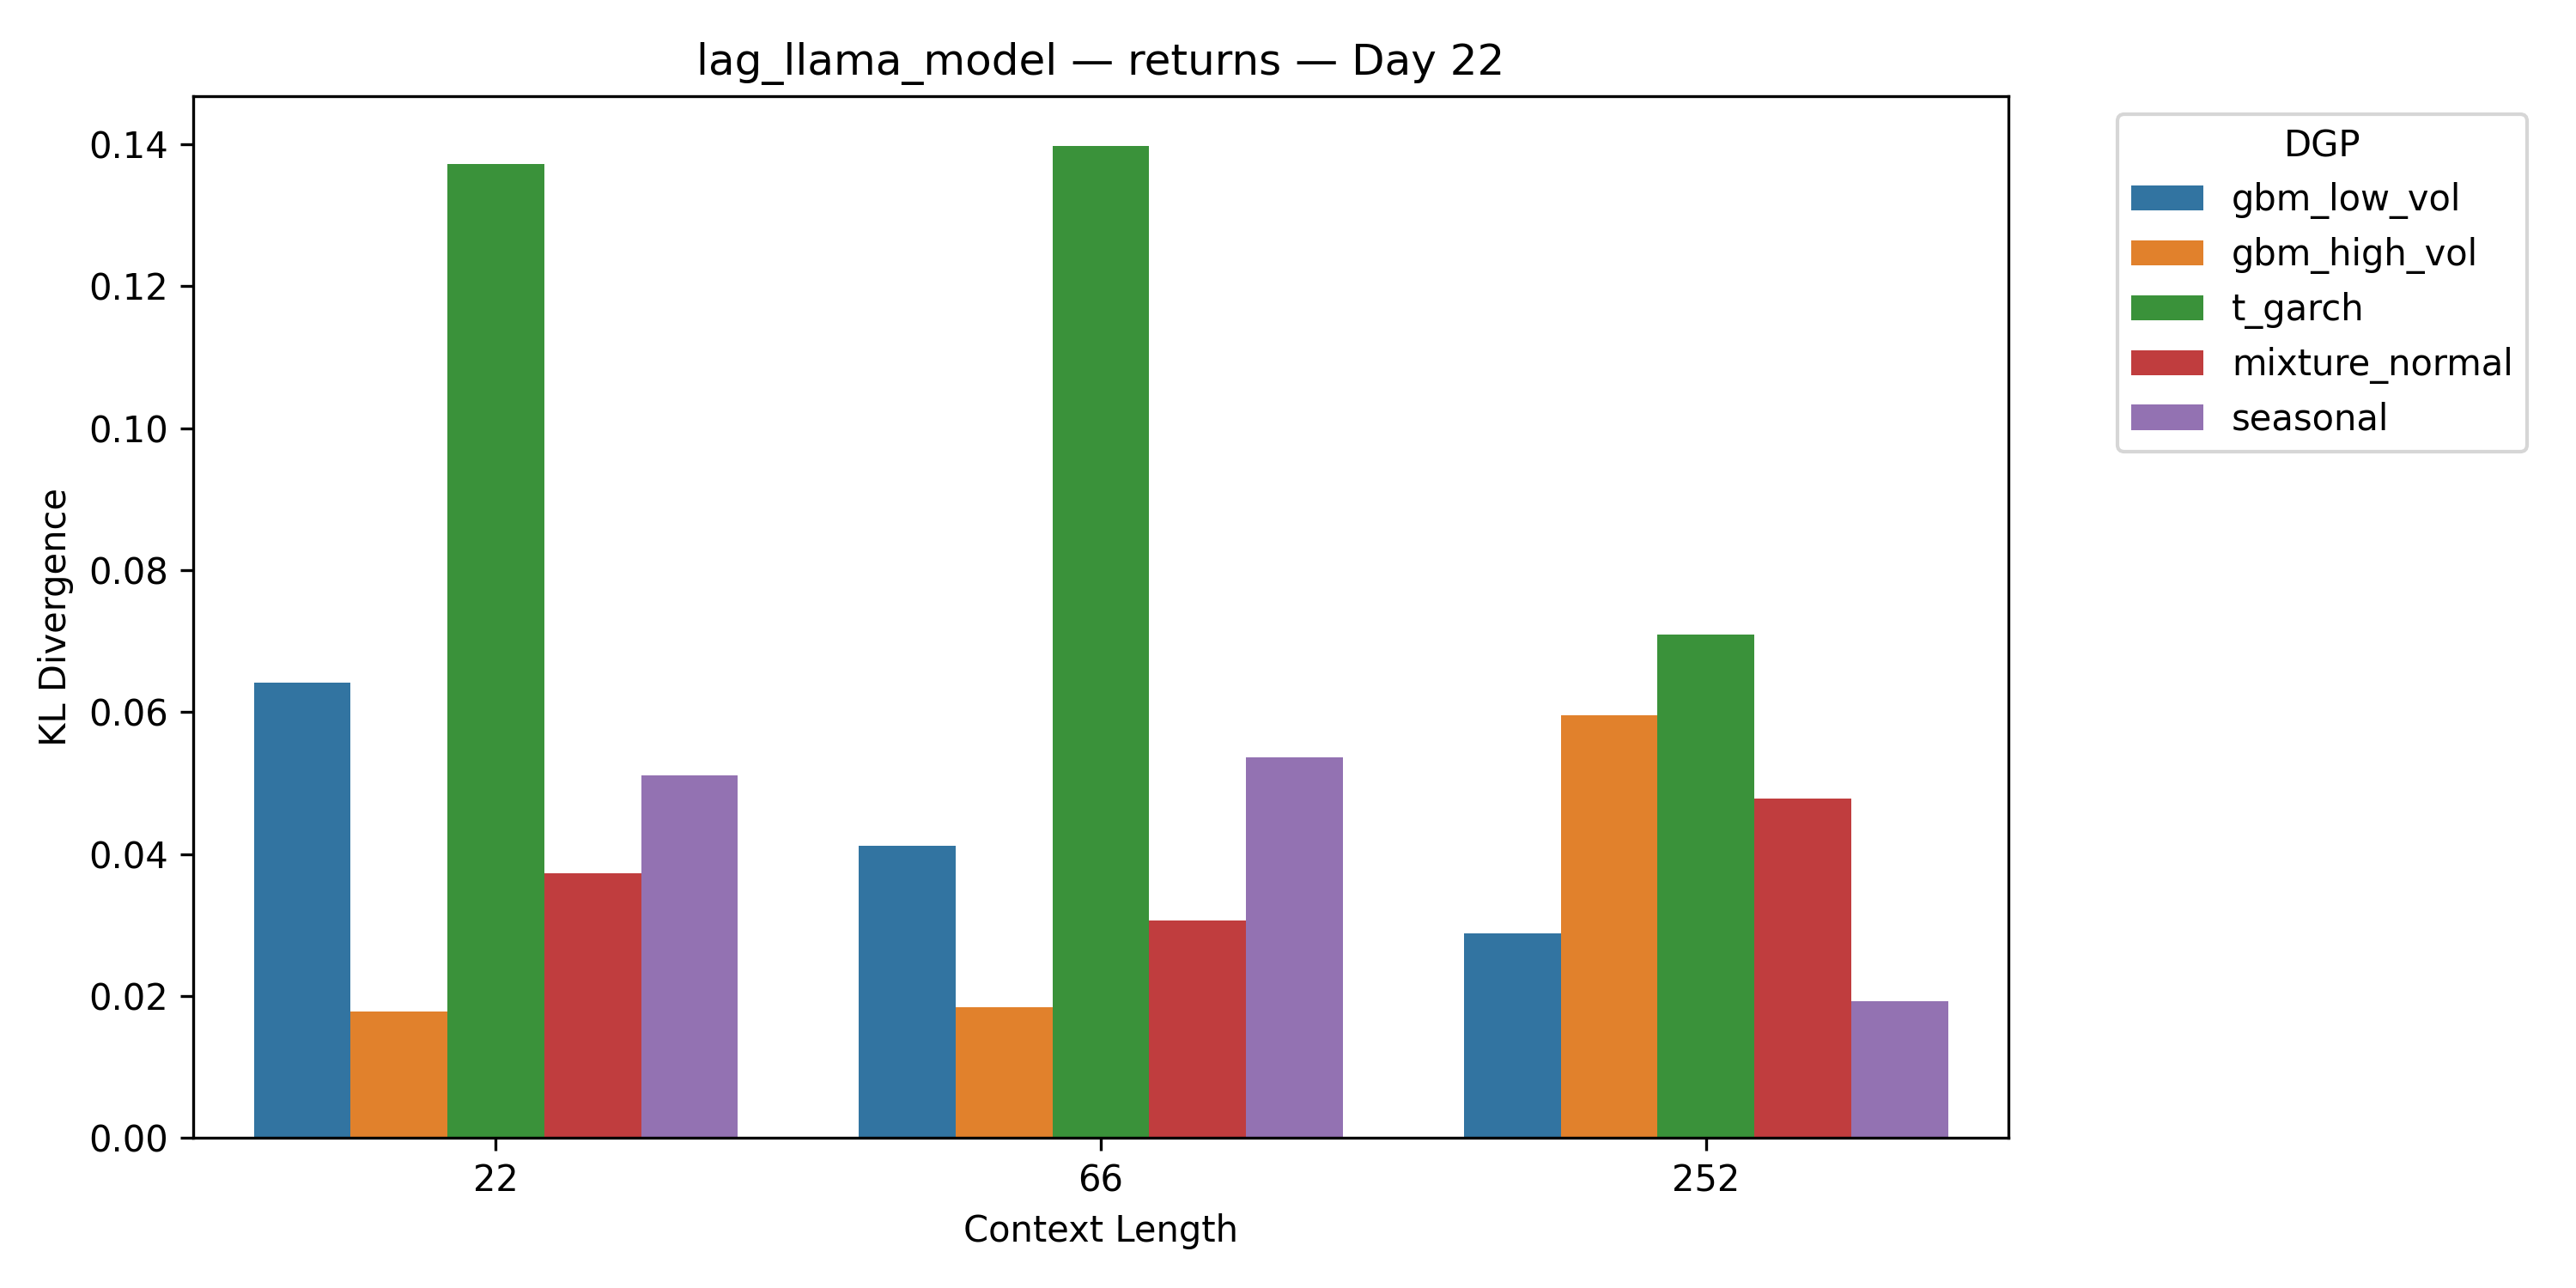 lag_llama_model — returns — Day 22
KL Divergence
0.14
0.12
0.10
0.08
0.06
0.04
0.02
0.00
22
66
252
Context Length
DGP
gbm_low_vol
gbm_high_vol
t_garch
mixture_normal
seasonal